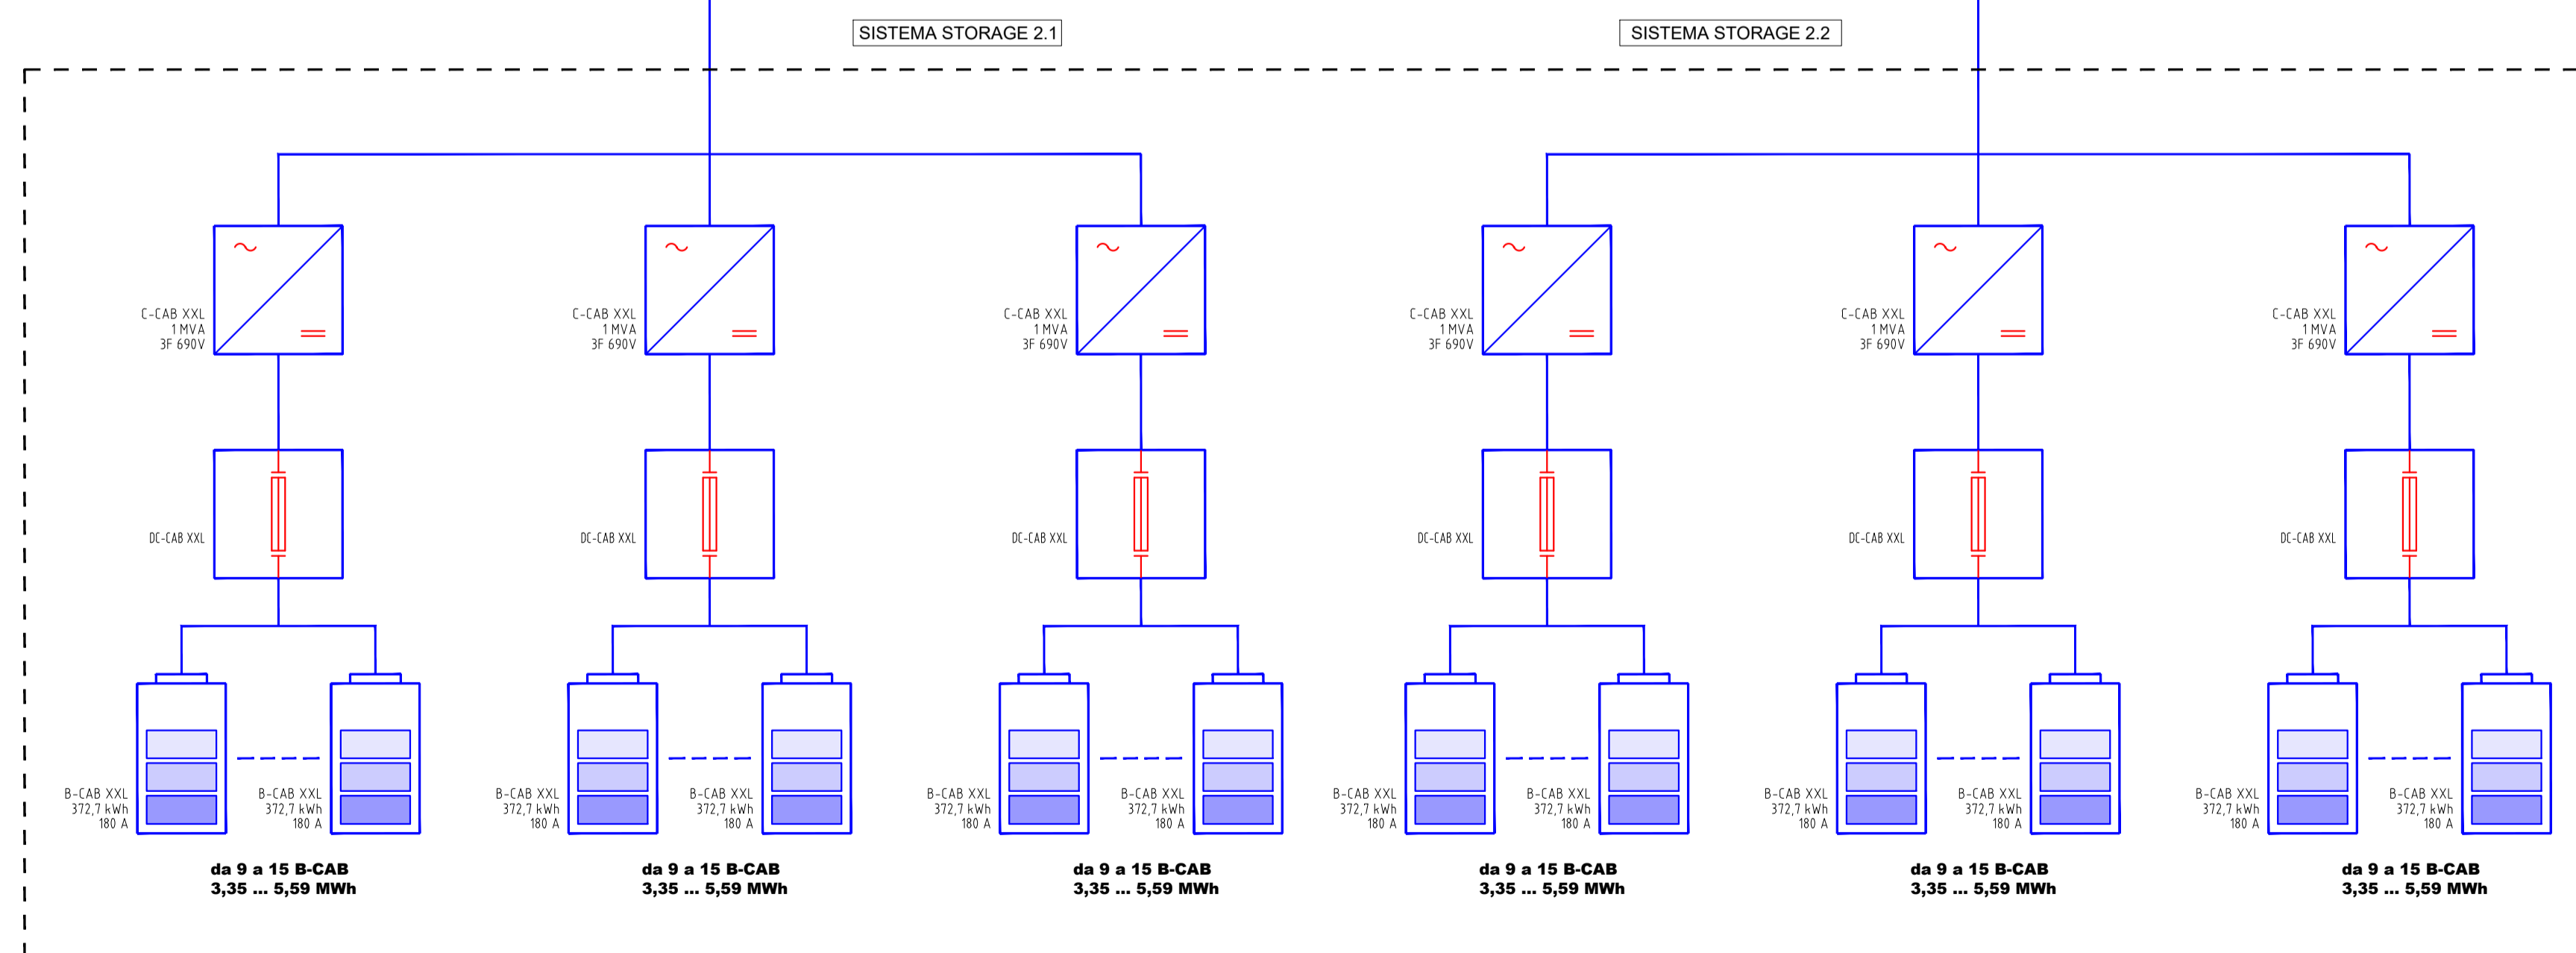 SISTEMA STORAGE 2.1
SISTEMA STORAGE 2.2
C-CAB XXL
1 MVA
3F 690V
C-CAB XXL
1 MVA
3F 690V
C-CAB XXL
1 MVA
3F 690V
C-CAB XXL
1 MVA
3F 690V
C-CAB XXL
1 MVA
3F 690V
C-CAB XXL
1 MVA
3F 690V
DC-CAB XXL
DC-CAB XXL
DC-CAB XXL
DC-CAB XXL
DC-CAB XXL
DC-CAB XXL
B-CAB XXL
372,7 kWh
180 A
B-CAB XXL
372,7 kWh
180 A
B-CAB XXL
372,7 kWh
180 A
B-CAB XXL
372,7 kWh
180 A
B-CAB XXL
372,7 kWh
180 A
B-CAB XXL
372,7 kWh
180 A
B-CAB XXL
372,7 kWh
180 A
B-CAB XXL
372,7 kWh
180 A
B-CAB XXL
372,7 kWh
180 A
B-CAB XXL
372,7 kWh
180 A
B-CAB XXL
372,7 kWh
180 A
B-CAB XXL
372,7 kWh
180 A
da 9 a 15 B-CAB
3,35 ... 5,59 MWh
da 9 a 15 B-CAB
3,35 ... 5,59 MWh
da 9 a 15 B-CAB
3,35 ... 5,59 MWh
da 9 a 15 B-CAB
3,35 ... 5,59 MWh
da 9 a 15 B-CAB
3,35 ... 5,59 MWh
da 9 a 15 B-CAB
3,35 ... 5,59 MWh